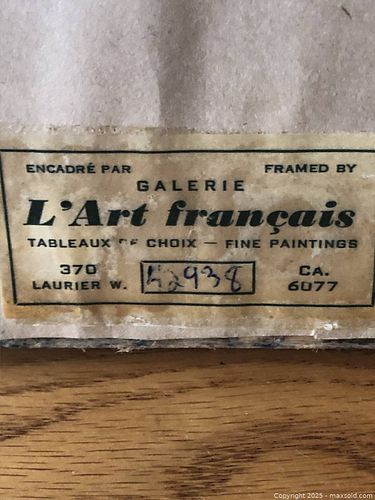 ENCADRÉ PAR FRAMED BY
GALERIE
L'Art français
TABLEAUX DE CHOIX — FINE PAINTINGS
370 CA.
LAURIER W. 42938 6077
Copyright 2025 - maxsold.com